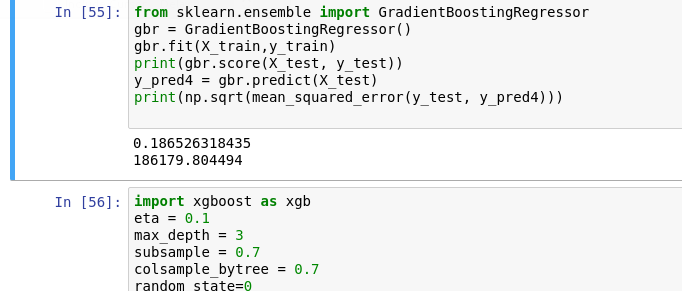 In [55]: from sklearn.ensemble import GradientBoostingRegressor
gbr = GradientBoostingRegressor()
gbr.fit(X_train,y_train)
print(gbr.score(X_test, y_test))
y_pred4 = gbr.predict(X_test)
print(np.sqrt(mean_squared_error(y_test, y_pred4)))
0.186526318435
186179.804494
In [56]: import xgboost as xgb
eta = 0.1
max_depth = 3
subsample = 0.7
colsample_bytree = 0.7
random_state=0